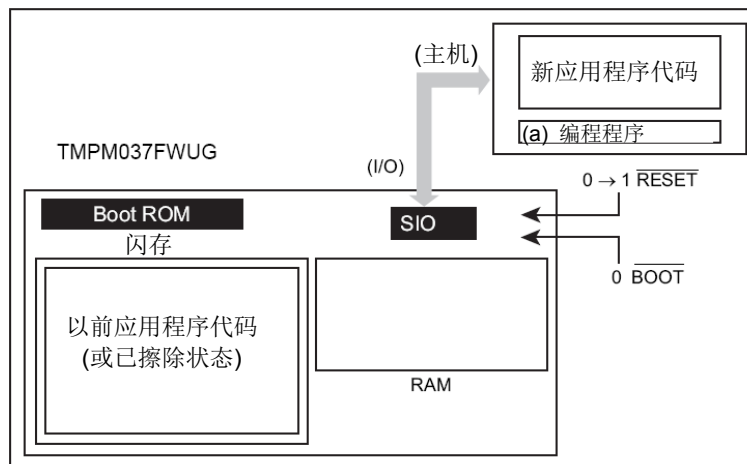 (主机)
新应用程序代码
(a) 编程程序
TMPM037FWUG
(I/O)
0 → 1 RESET
Boot ROM
SIO
闪存
0 BOOT
以前应用程序代码
(或已擦除状态)
RAM